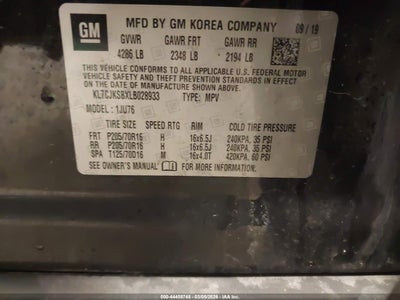 GM
MFD BY GM KOREA COMPANY 09 / 19
GVWR GAWR FRT GAWR RR
4286 LB 2348 LB 2194 LB
THIS VEHICLE CONFORMS TO ALL APPLICABLE U.S. FEDERAL MOTOR
VEHICLE SAFETY AND THEFT PREVENTION STANDARDS IN EFFECT ON THE
DATE OF MANUFACTURE SHOWN ABOVE.
KL7CJKSBXLB028933 TYPE: MPV
MODEL: 1JU76
TIRE SIZE SPEED RTG RIM COLD TIRE PRESSURE
FRT P205/70R16 H 16x6.5J 240KPA, 35 PSI
RR P205/70R16 H 16x6.5J 240KPA, 35 PSI
SPA T125/70D16 M 16x4.0T 420KPA, 60 PSI
SEE OWNER'S MANUAL FOR MORE INFORMATION.